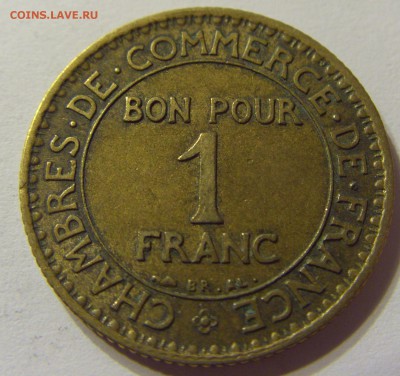 COINS.LAVE.RU
CHAMBRES·DE·COMMERCE·DE·FRANCE
BON POUR
1
FRANC